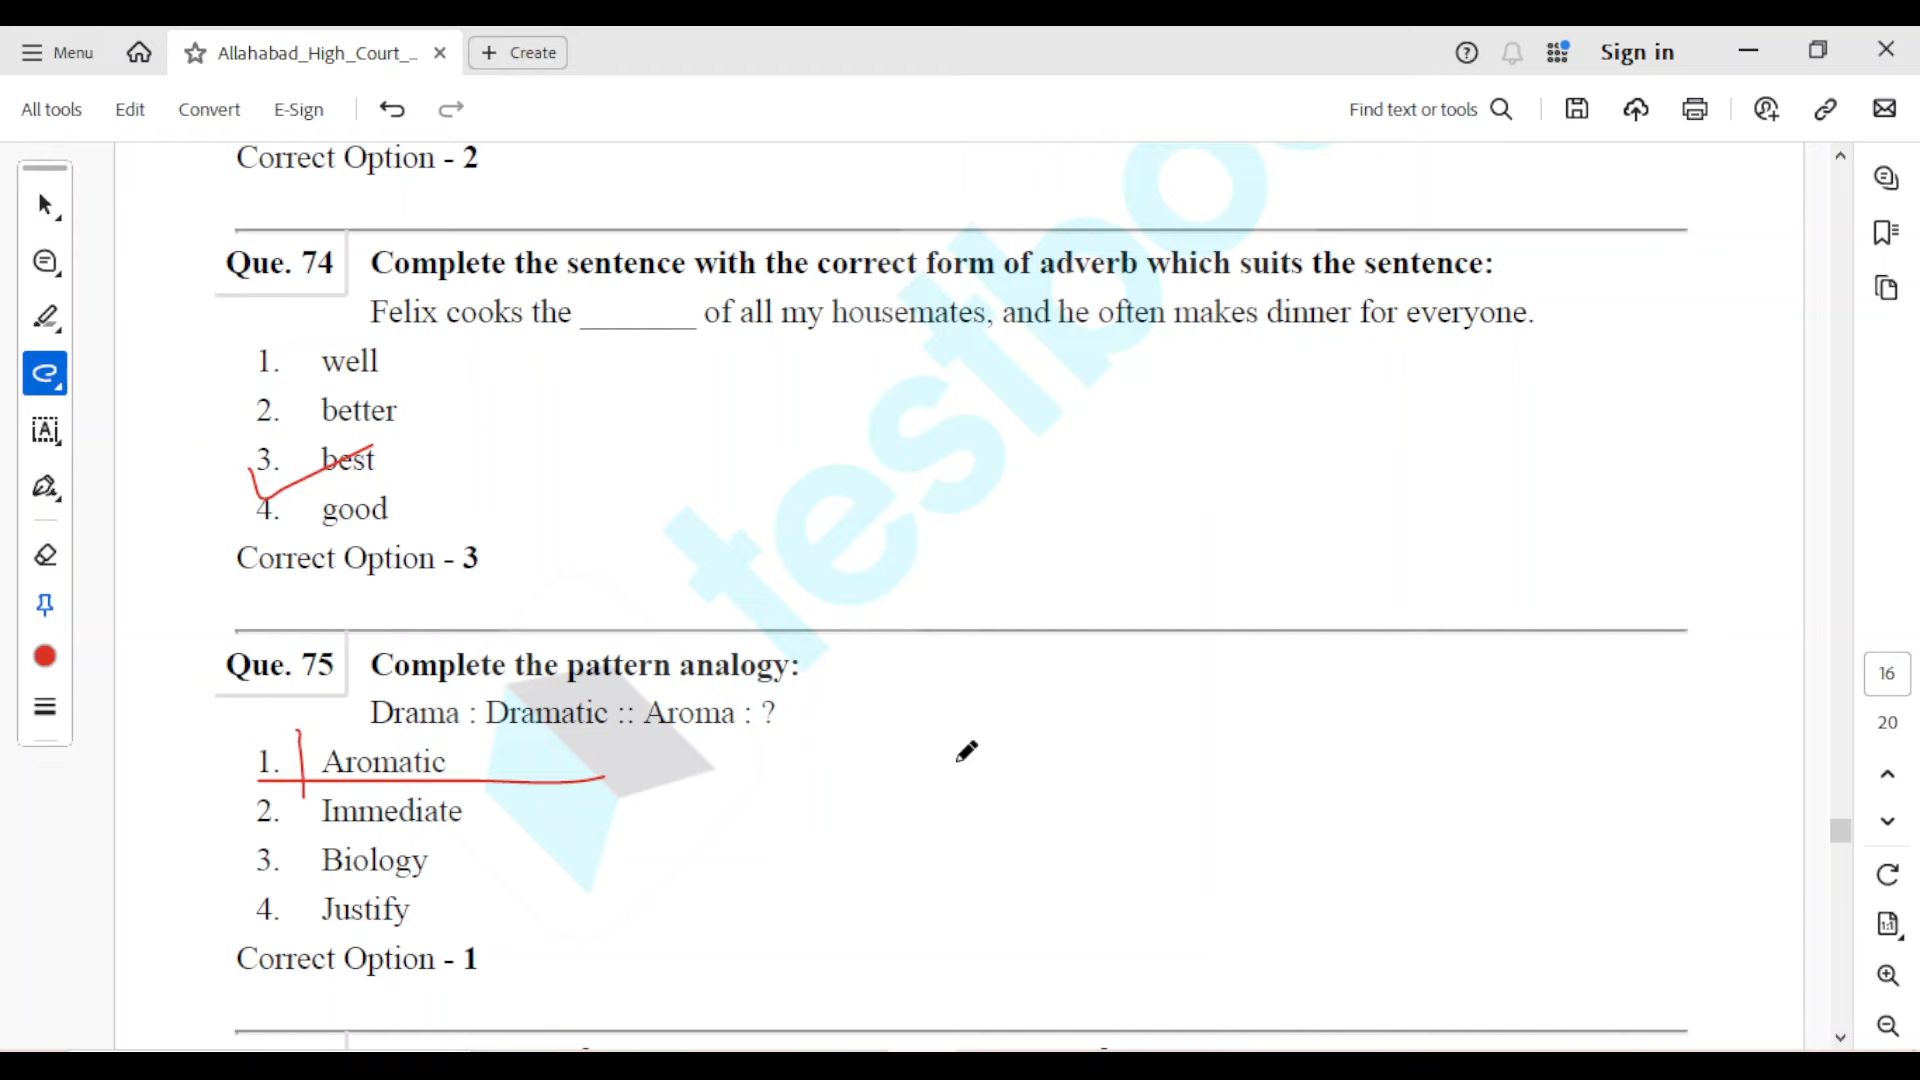 Menu
Allahabad_High_Court_...
Create
Sign in
All tools
Edit
Convert
E-Sign
Find text or tools
Correct Option - 2
Que. 74 Complete the sentence with the correct form of adverb which suits the sentence:
Felix cooks the ________ of all my housemates, and he often makes dinner for everyone.
1. well
2. better
3. best
4. good
Correct Option - 3
Que. 75 Complete the pattern analogy:
Drama : Dramatic :: Aroma : ?
1. Aromatic
2. Immediate
3. Biology
4. Justify
Correct Option - 1
16
20